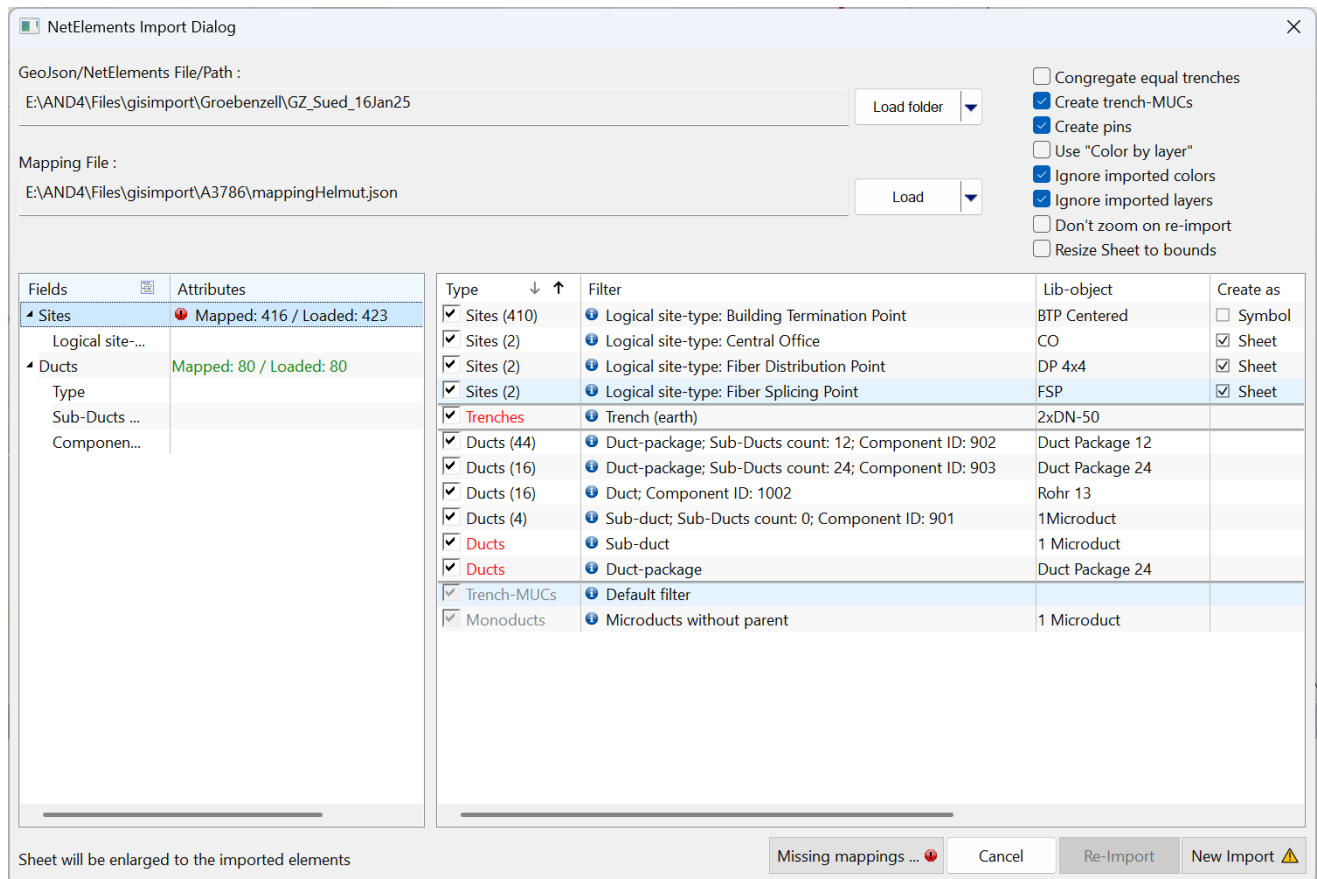 NetElements Import Dialog
GeoJson/NetElements File/Path :
E:\AND4\Files\gisimport\Groebenzell\GZ_Sued_16Jan25
Load folder
Mapping File :
E:\AND4\Files\gisimport\A3786\mappingHelmut.json
Load
Congregate equal trenches
Create trench-MUCs
Create pins
Use "Color by layer"
Ignore imported colors
Ignore imported layers
Don't zoom on re-import
Resize Sheet to bounds
Fields Attributes
Sites Mapped: 416 / Loaded: 423
Logical site-...
Ducts Mapped: 80 / Loaded: 80
Type
Sub-Ducts ...
Componen...
Type ↓ ↑ Filter Lib-object Create as
Sites (410) Logical site-type: Building Termination Point BTP Centered Symbol
Sites (2) Logical site-type: Central Office CO Sheet
Sites (2) Logical site-type: Fiber Distribution Point DP 4x4 Sheet
Sites (2) Logical site-type: Fiber Splicing Point FSP Sheet
Trenches Trench (earth) 2xDN-50
Ducts (44) Duct-package; Sub-Ducts count: 12; Component ID: 902 Duct Package 12
Ducts (16) Duct-package; Sub-Ducts count: 24; Component ID: 903 Duct Package 24
Ducts (16) Duct; Component ID: 1002 Rohr 13
Ducts (4) Sub-duct; Sub-Ducts count: 0; Component ID: 901 1Microduct
Ducts Sub-duct 1 Microduct
Ducts Duct-package Duct Package 24
Trench-MUCs Default filter
Monoducts Microducts without parent 1 Microduct
Sheet will be enlarged to the imported elements
Missing mappings ... Cancel Re-Import New Import